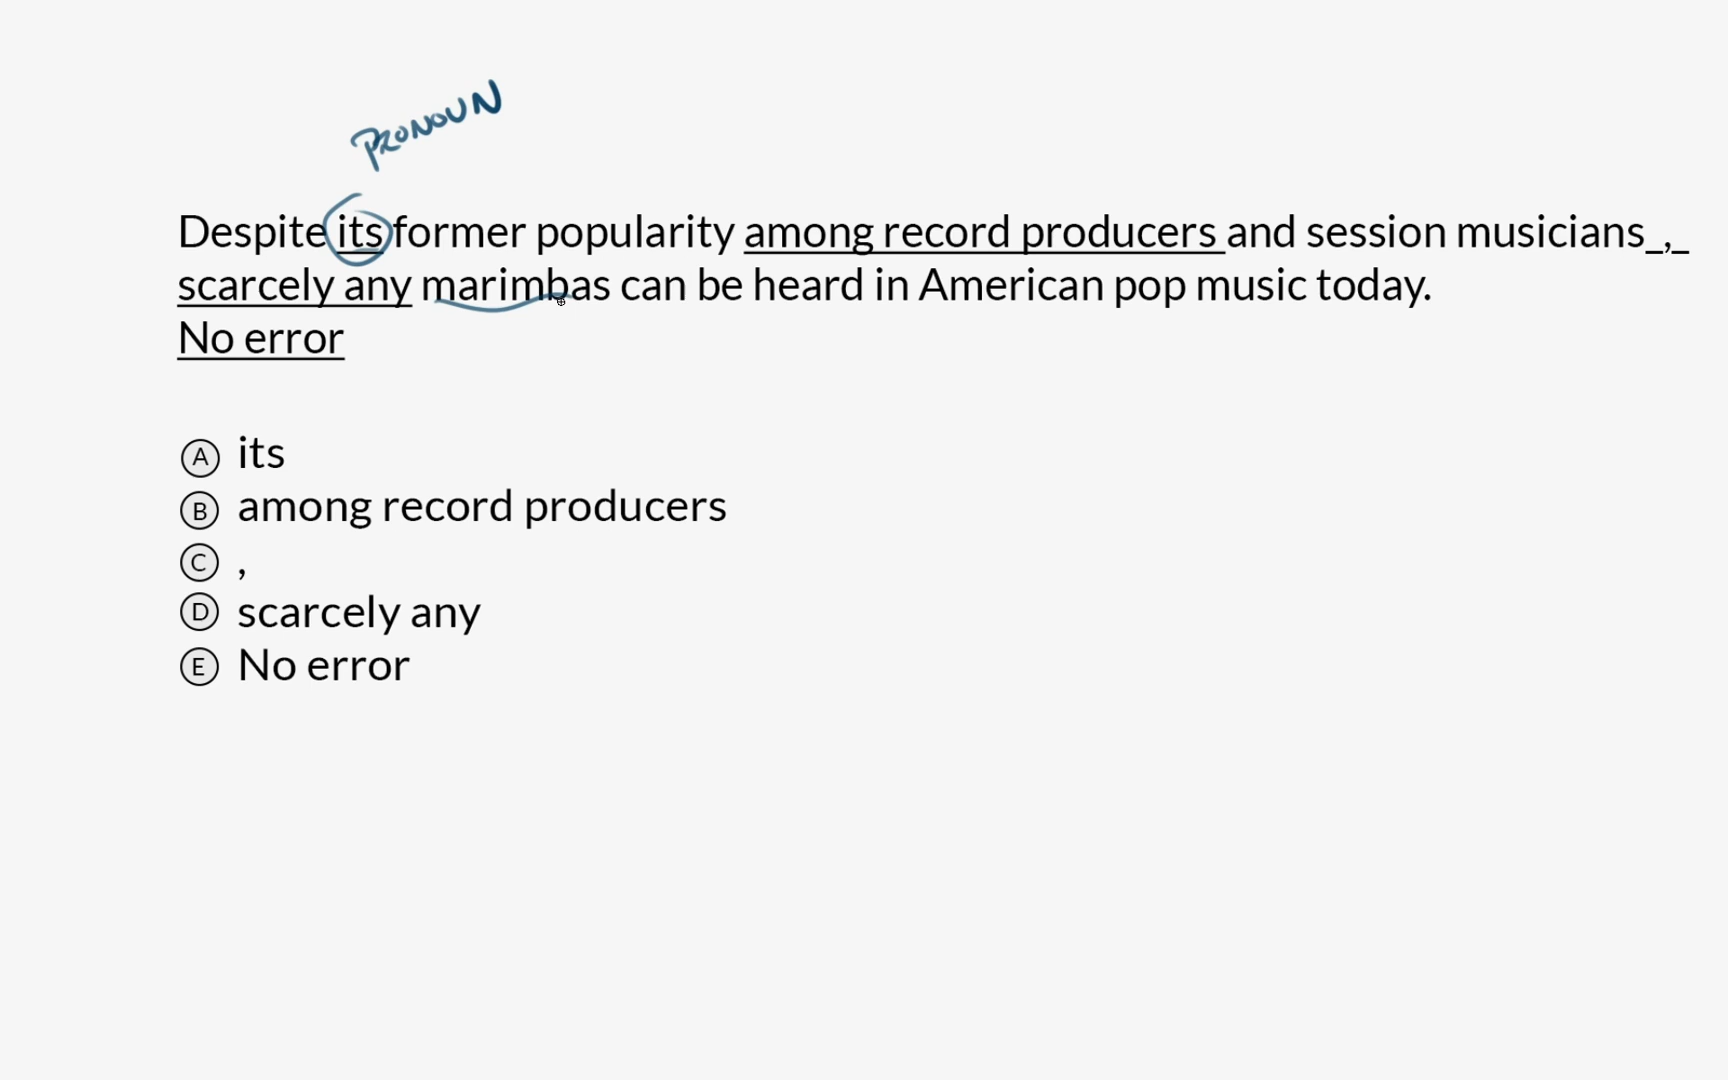 PRONOUN
Despite its former popularity among record producers and session musicians_,_
scarcely any marimbas can be heard in American pop music today.
No error
A its
B among record producers
C ,
D scarcely any
E No error